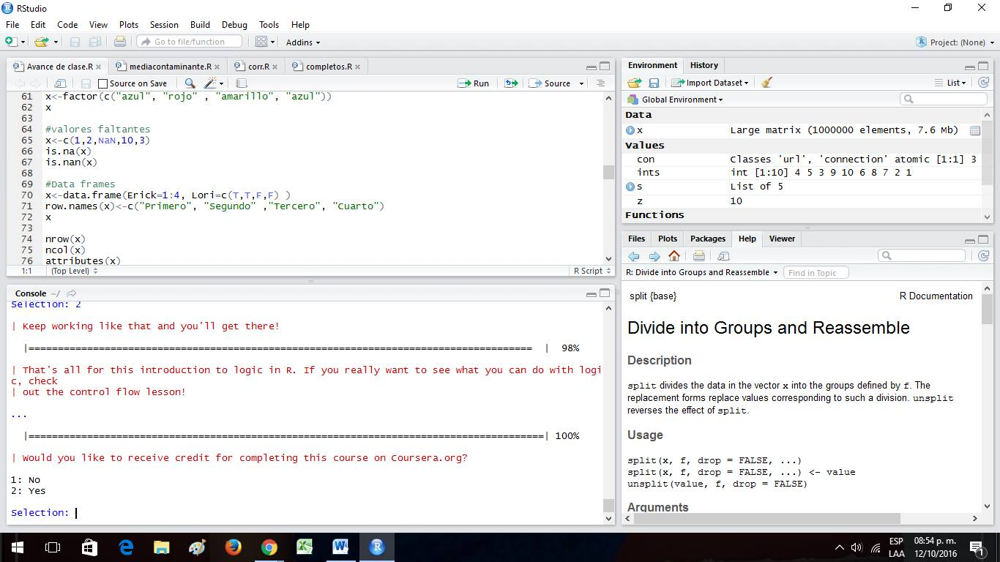 RStudio
File Edit Code View Plots Session Build Debug Tools Help
Go to file/function Addins Project: (None)
Avance de clase.R mediacontaminante.R corr.R completos.R
Source on Save Run Source
61 x<-factor(c("azul", "rojo" , "amarillo", "azul"))
62 x
63
64 #valores faltantes
65 x<-c(1,2,NaN,10,3)
66 is.na(x)
67 is.nan(x)
68
69 #Data frames
70 x<-data.frame(Erick=1:4, Lori=c(T,T,F,F) )
71 row.names(x)<-c("Primero", "Segundo" ,"Tercero", "Cuarto")
72 x
73
74 nrow(x)
75 ncol(x)
76 attributes(x)
1:1 (Top Level) R Script
Console ~/
Selection: 2
| Keep working like that and you'll get there!
|====================================================================================== | 98%
| That's all for this introduction to logic in R. If you really want to see what you can do with logi
c, check
| out the control flow lesson!
...
|========================================================================================| 100%
| Would you like to receive credit for completing this course on Coursera.org?
1: No
2: Yes
Selection:
Environment History
Import Dataset List
Global Environment
Data
x Large matrix (1000000 elements, 7.6 Mb)
Values
con Classes 'url', 'connection' atomic [1:1] 3
ints int [1:10] 4 5 3 9 10 6 8 7 2 1
s List of 5
z 10
Functions
Files Plots Packages Help Viewer
R: Divide into Groups and Reassemble Find in Topic
split {base} R Documentation
Divide into Groups and Reassemble
Description
split divides the data in the vector x into the groups defined by f. The
replacement forms replace values corresponding to such a division. unsplit
reverses the effect of split.
Usage
split(x, f, drop = FALSE, ...)
split(x, f, drop = FALSE, ...) <- value
unsplit(value, f, drop = FALSE)
Arguments
ESP 08:54 p. m.
LAA 12/10/2016 1